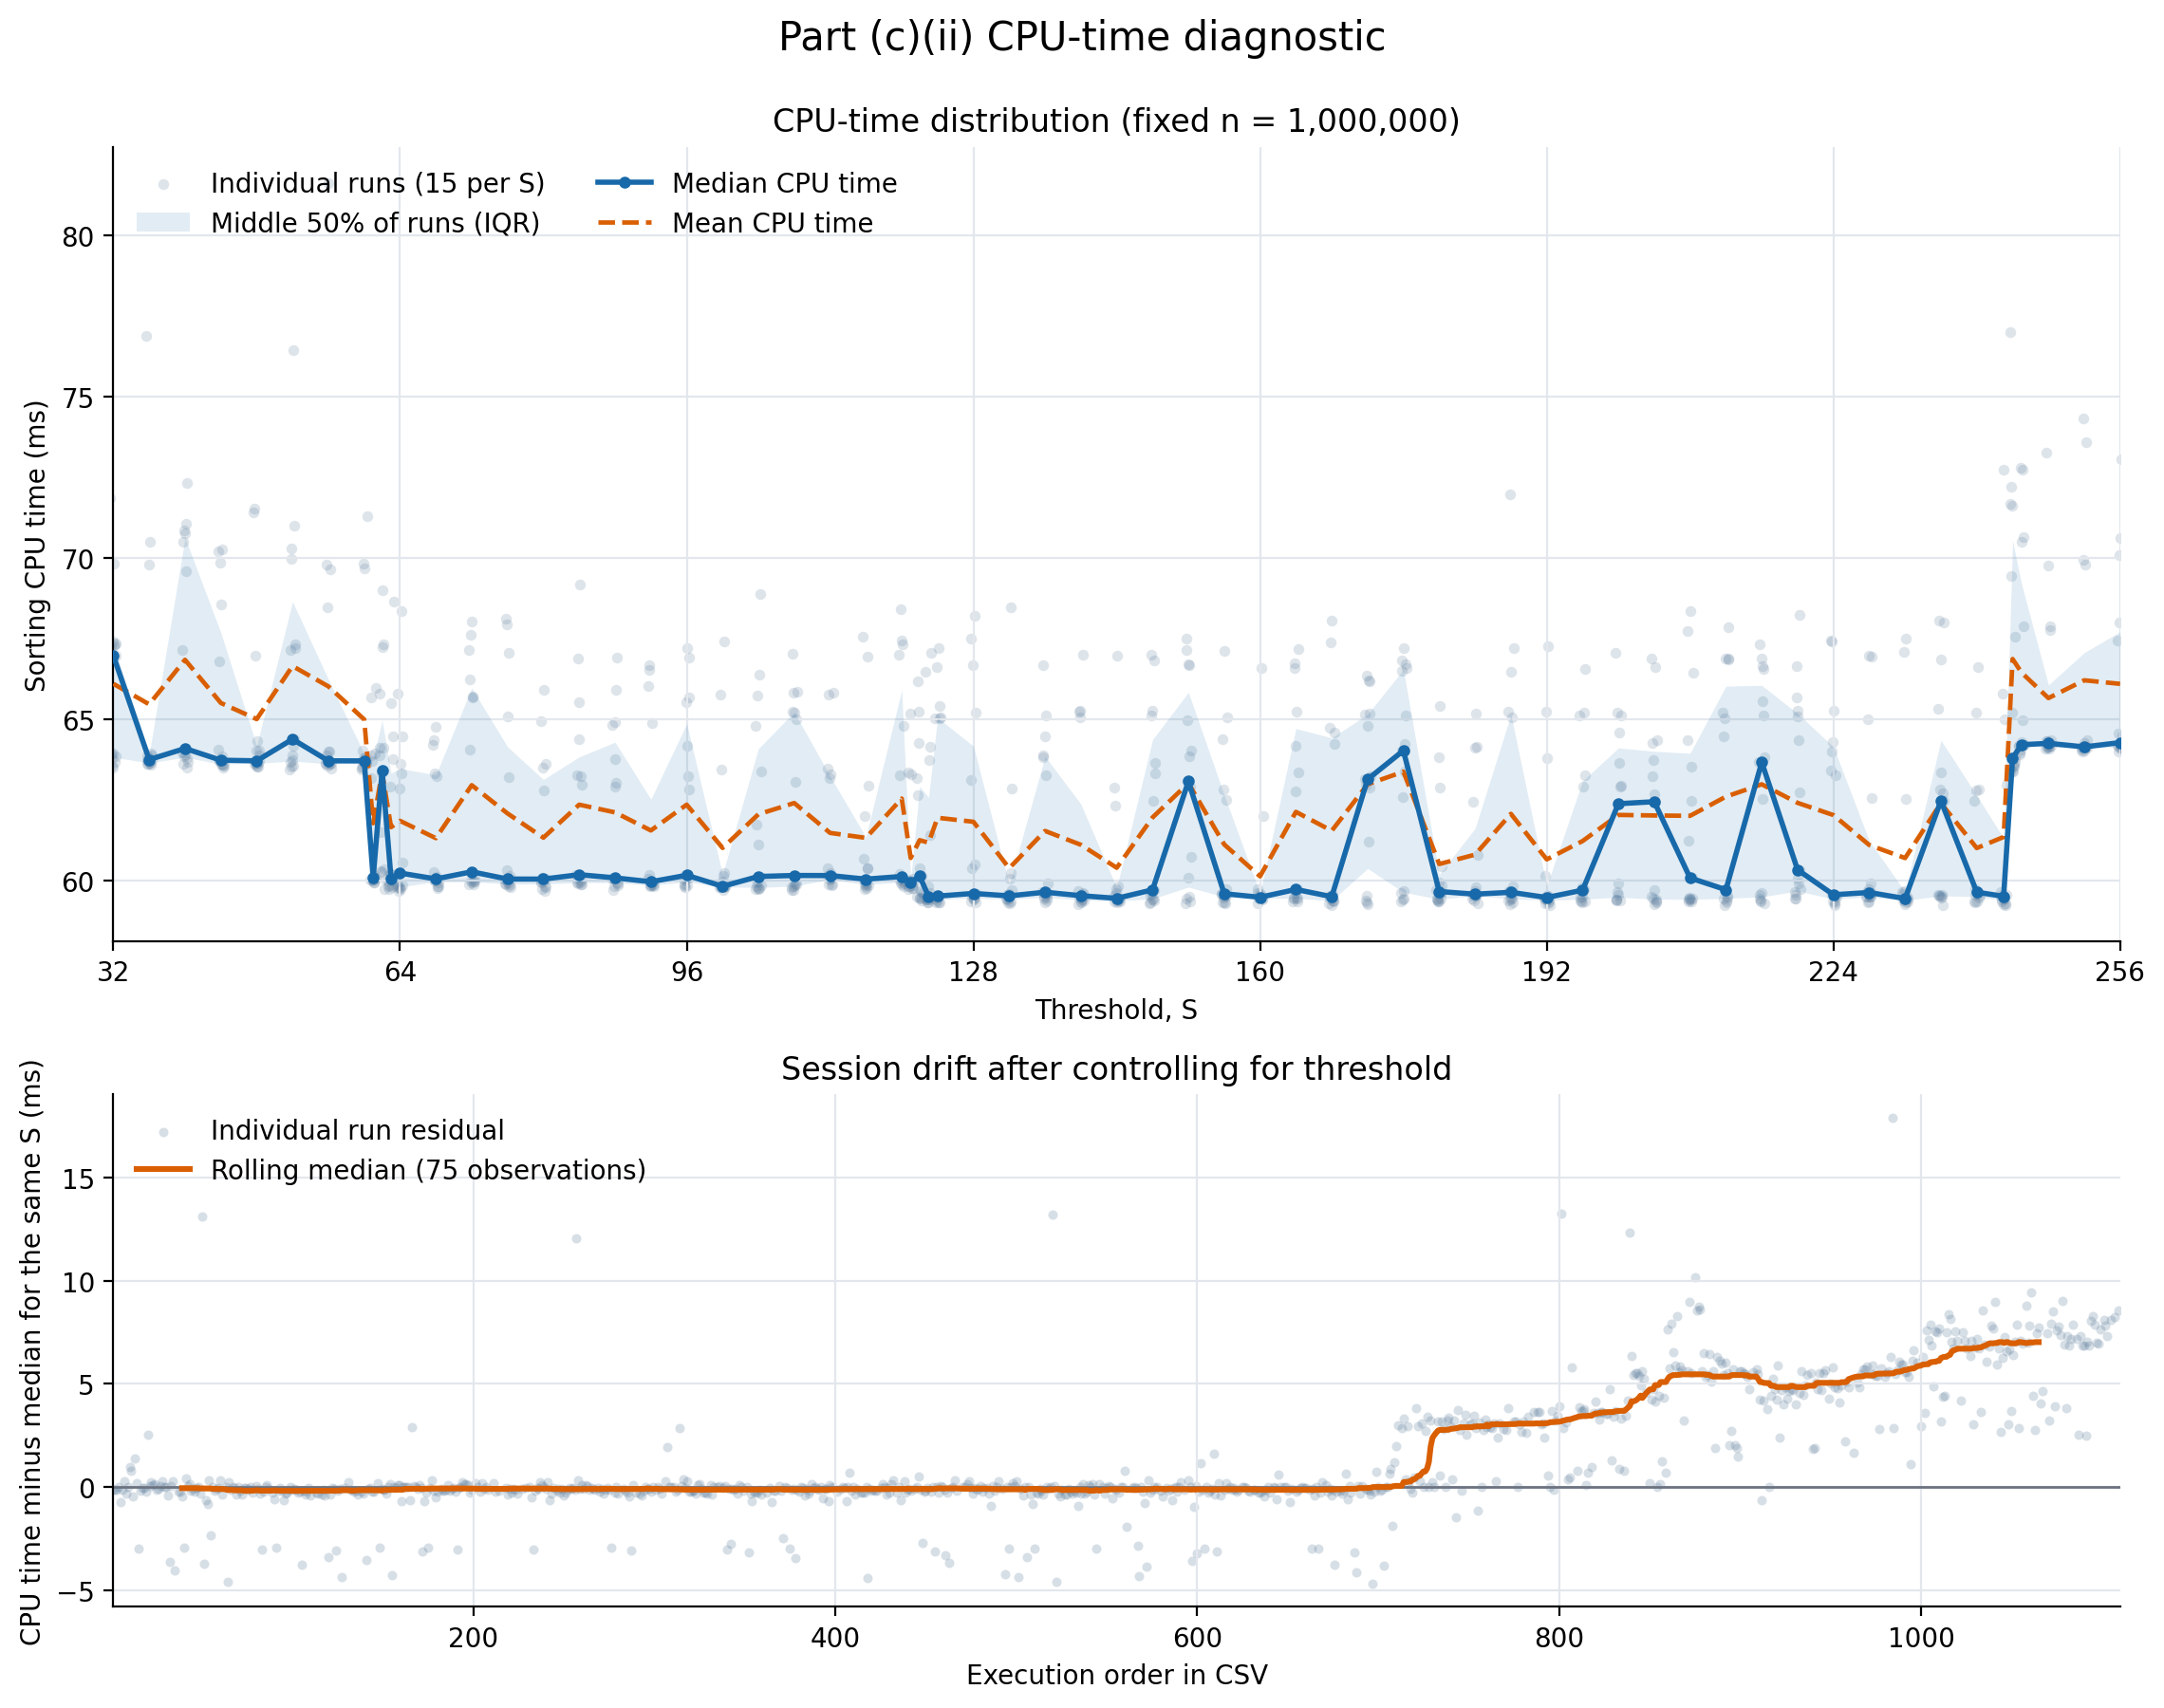 Part (c)(ii) CPU-time diagnostic
CPU-time distribution (fixed n = 1,000,000)
Individual runs (15 per S)
Middle 50% of runs (IQR)
Median CPU time
Mean CPU time
Sorting CPU time (ms)
80
75
70
65
60
32 64 96 128 160 192 224 256
Threshold, S
Session drift after controlling for threshold
Individual run residual
Rolling median (75 observations)
CPU time minus median for the same S (ms)
15
10
5
0
−5
200 400 600 800 1000
Execution order in CSV